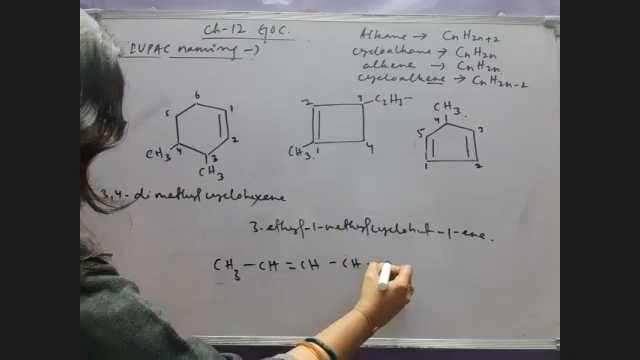 Ch-12 GOC.
IUPAC naming →
Alkane → CnH2n+2
cycloalkane → CnH2n
alkene → CnH2n
cycloalkene → CnH2n-2
6
5
1
4
2
3
CH3
CH3
2
3
C2H5
CH3
1
4
CH3
4
5
3
1
2
3,4-dimethylcyclohexene
3-ethyl-1-methylcyclobut-1-ene.
CH3 – CH = CH – CH